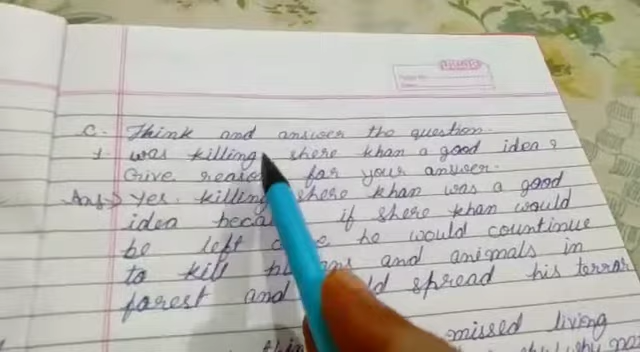 C. Think and answer the question.
1. was killing shere khan a good idea?
Give reason for your answer.
Ans> Yes. killing shere khan was a good
idea if shere khan would
be left he would countinue
to kill and animals in
forest and spread his terror
missed living